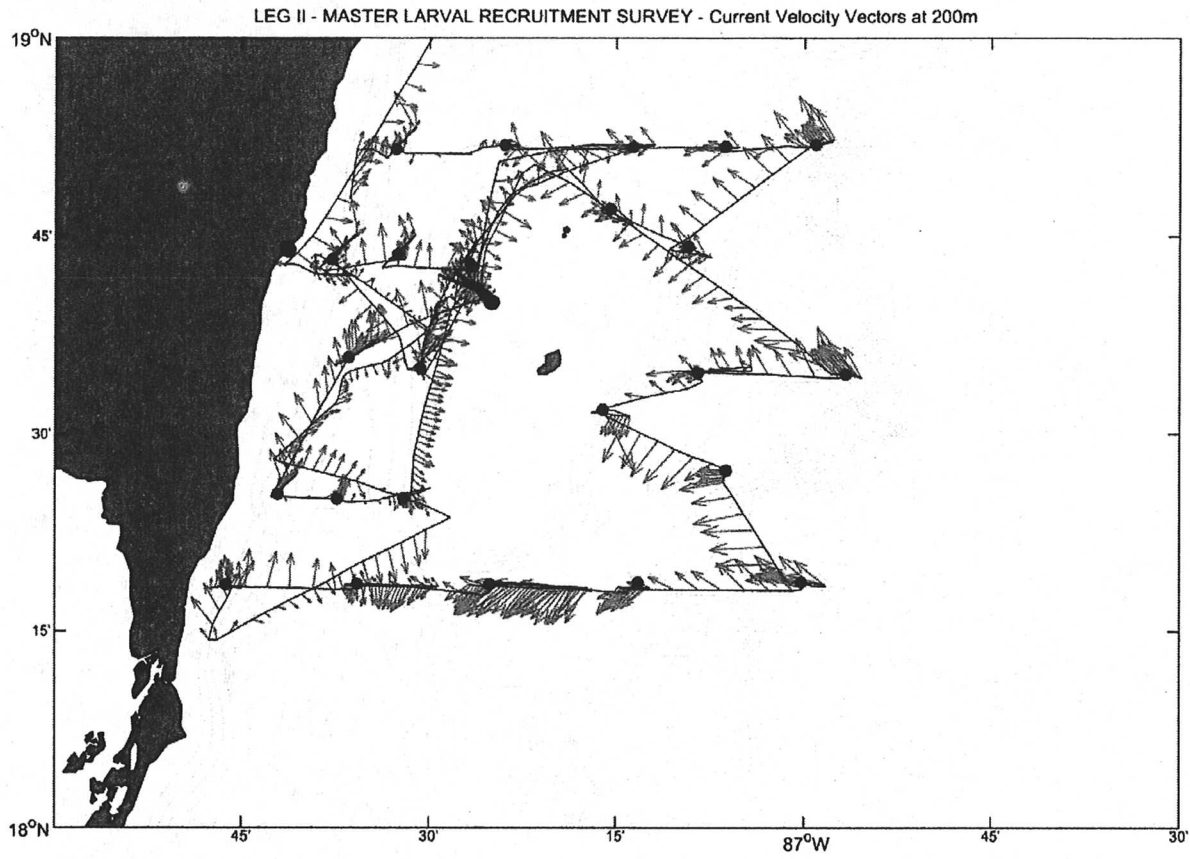 LEG II - MASTER LARVAL RECRUITMENT SURVEY - Current Velocity Vectors at 200m
19°N
45'
30'
15'
18°N
45'
30'
15'
87°W
45'
30'